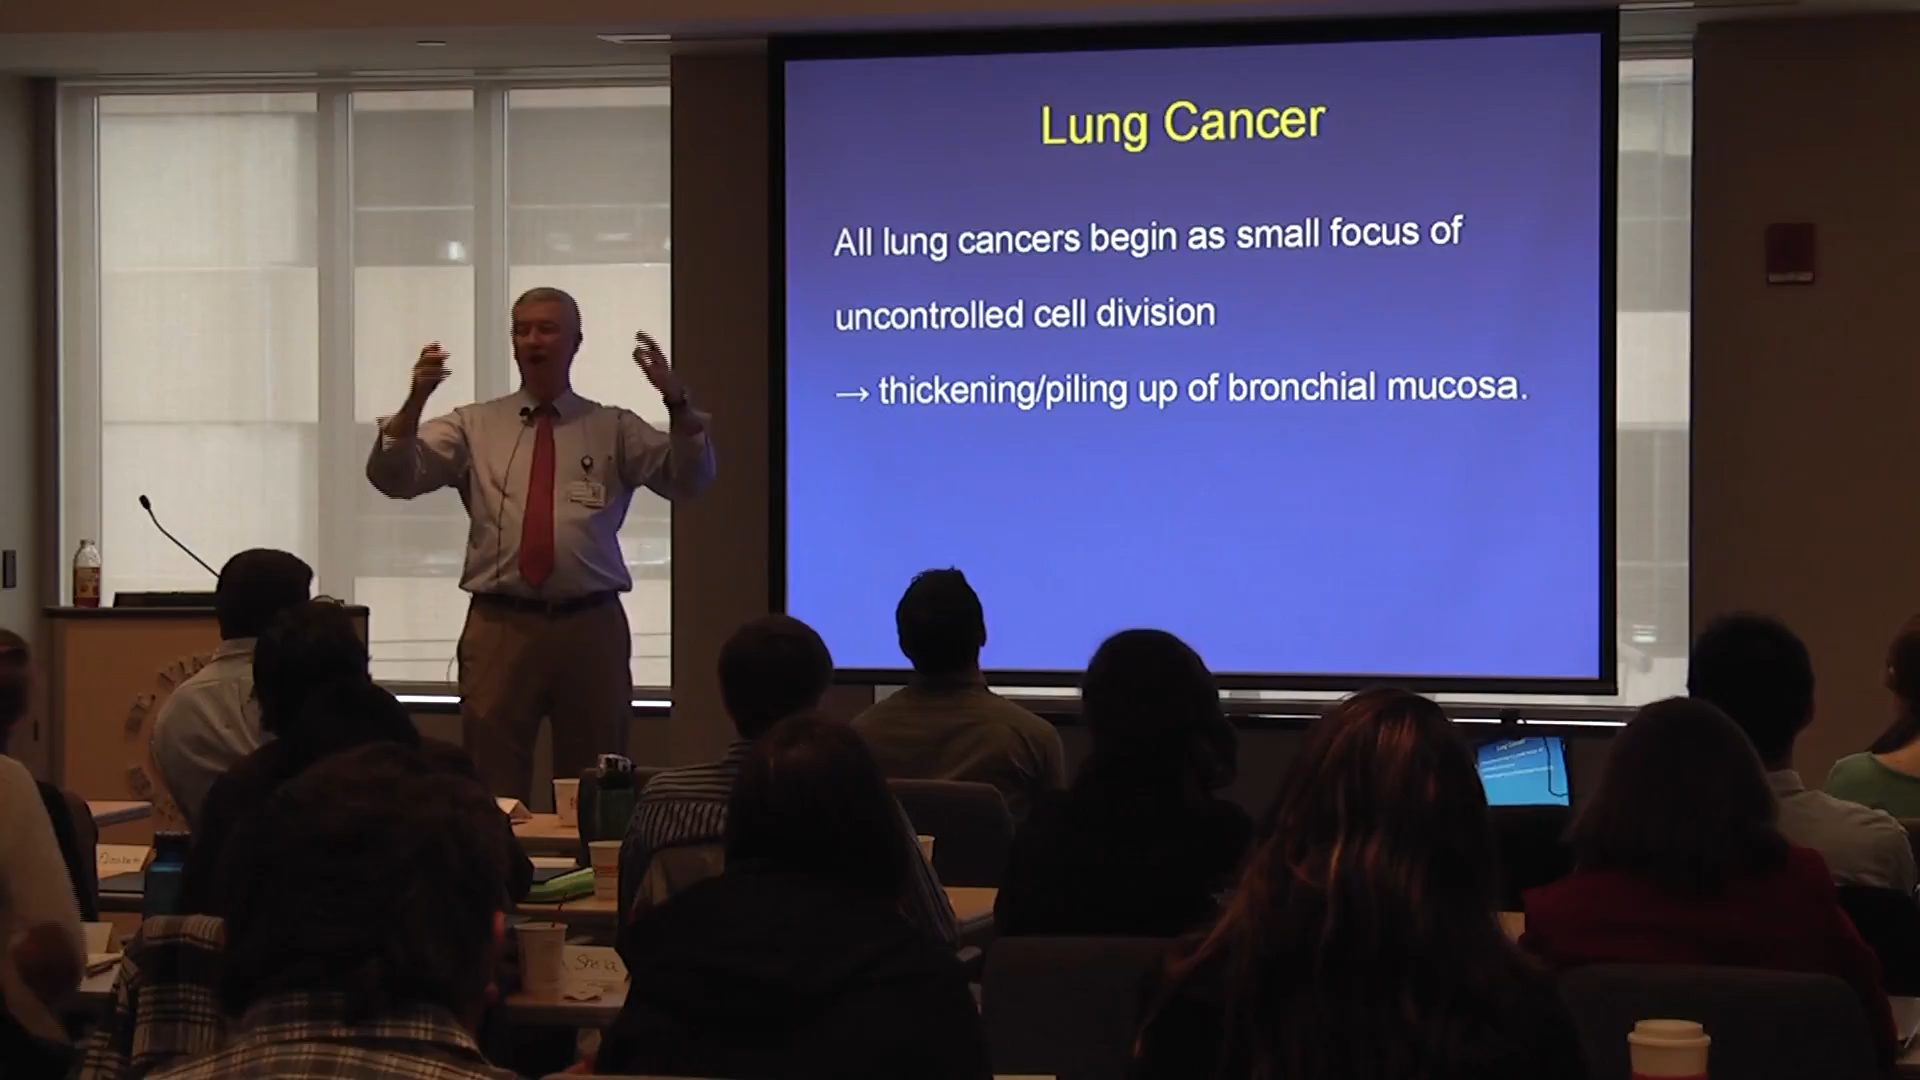 Lung Cancer
All lung cancers begin as small focus of
uncontrolled cell division
→ thickening/piling up of bronchial mucosa.